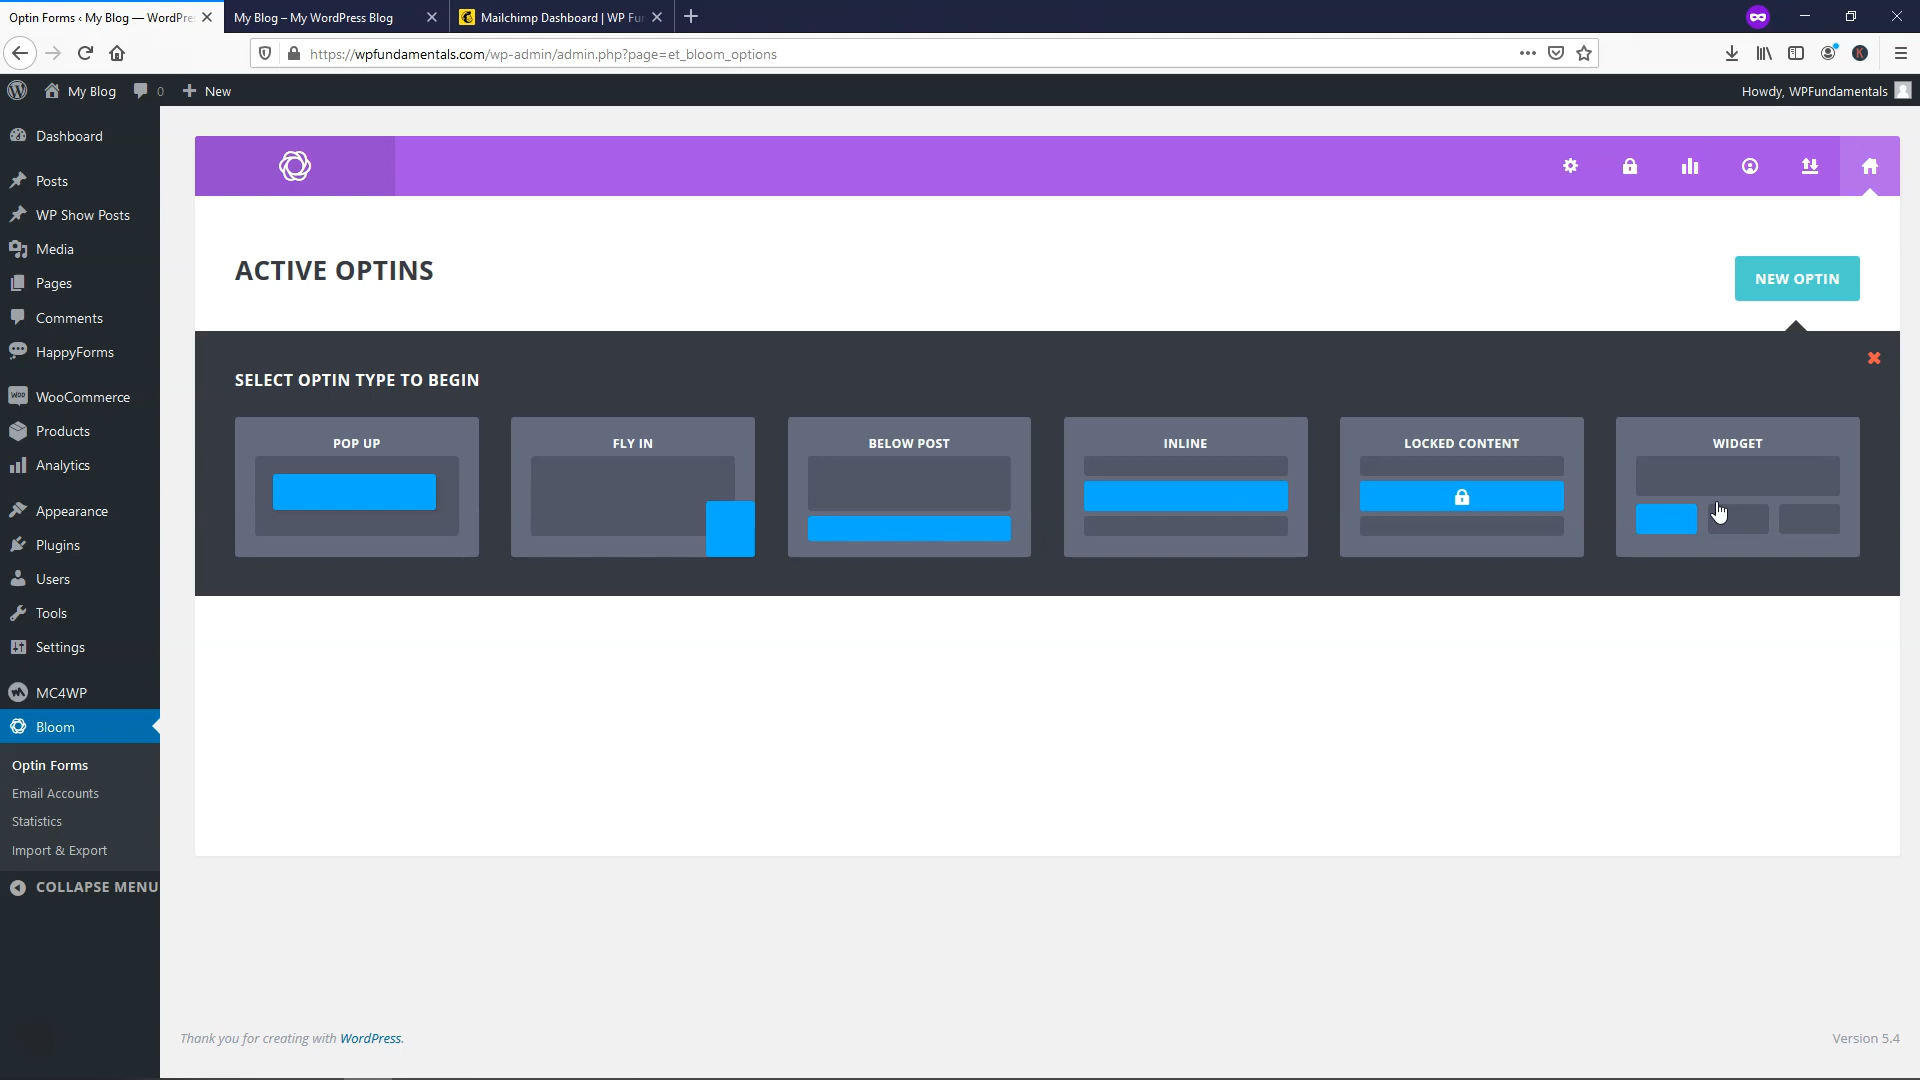 Optin Forms ‹ My Blog — WordPre
My Blog – My WordPress Blog
Mailchimp Dashboard | WP Fu
https://wpfundamentals.com/wp-admin/admin.php?page=et_bloom_options
K
My Blog
0
New
Howdy, WPFundamentals
Dashboard
Posts
WP Show Posts
Media
Pages
Comments
HappyForms
WooCommerce
Products
Analytics
Appearance
Plugins
Users
Tools
Settings
MC4WP
Bloom
Optin Forms
Email Accounts
Statistics
Import & Export
COLLAPSE MENU
ACTIVE OPTINS
NEW OPTIN
SELECT OPTIN TYPE TO BEGIN
POP UP
FLY IN
BELOW POST
INLINE
LOCKED CONTENT
WIDGET
Thank you for creating with WordPress.
Version 5.4